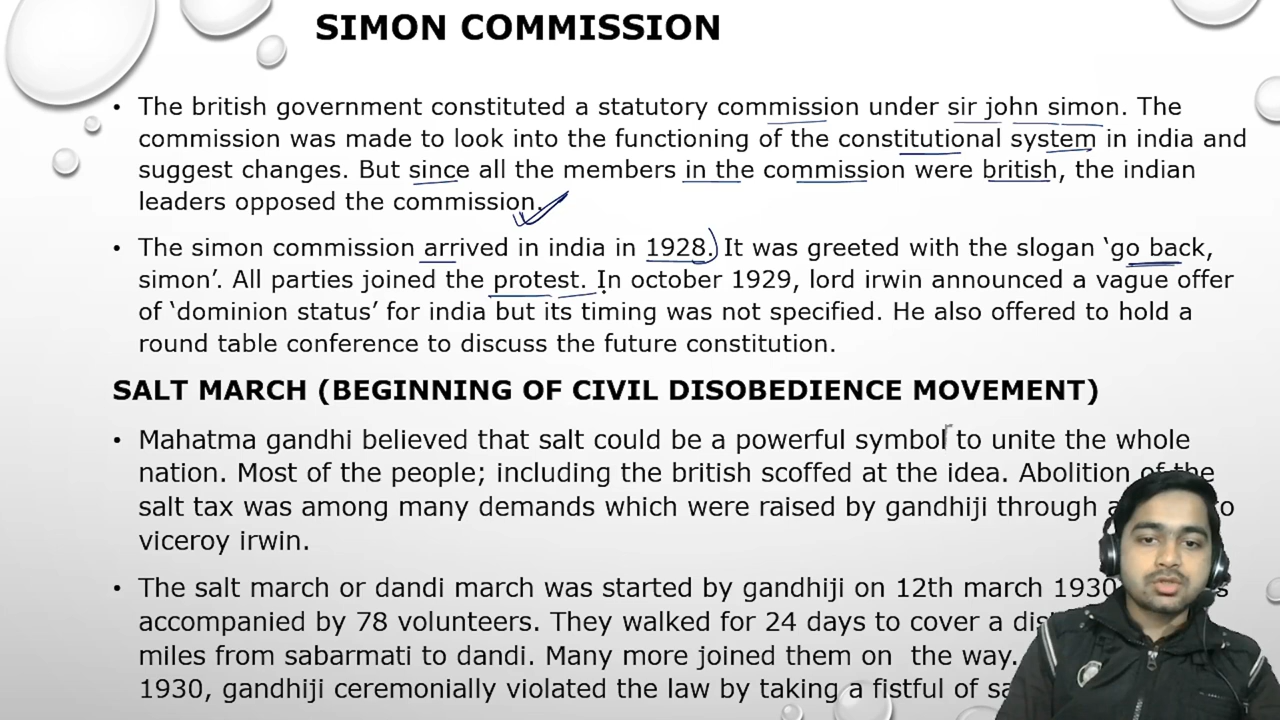 SIMON COMMISSION
• The british government constituted a statutory commission under sir john simon. The
commission was made to look into the functioning of the constitutional system in india and
suggest changes. But since all the members in the commission were british, the indian
leaders opposed the commission.
• The simon commission arrived in india in 1928. It was greeted with the slogan ‘go back,
simon’. All parties joined the protest. In october 1929, lord irwin announced a vague offer
of ‘dominion status’ for india but its timing was not specified. He also offered to hold a
round table conference to discuss the future constitution.
SALT MARCH (BEGINNING OF CIVIL DISOBEDIENCE MOVEMENT)
• Mahatma gandhi believed that salt could be a powerful symbol to unite the whole
nation. Most of the people; including the british scoffed at the idea. Abolition of the
salt tax was among many demands which were raised by gandhiji through a
viceroy irwin.
• The salt march or dandi march was started by gandhiji on 12th march 1930
accompanied by 78 volunteers. They walked for 24 days to cover a
miles from sabarmati to dandi. Many more joined them on the way.
1930, gandhiji ceremonially violated the law by taking a fistful of